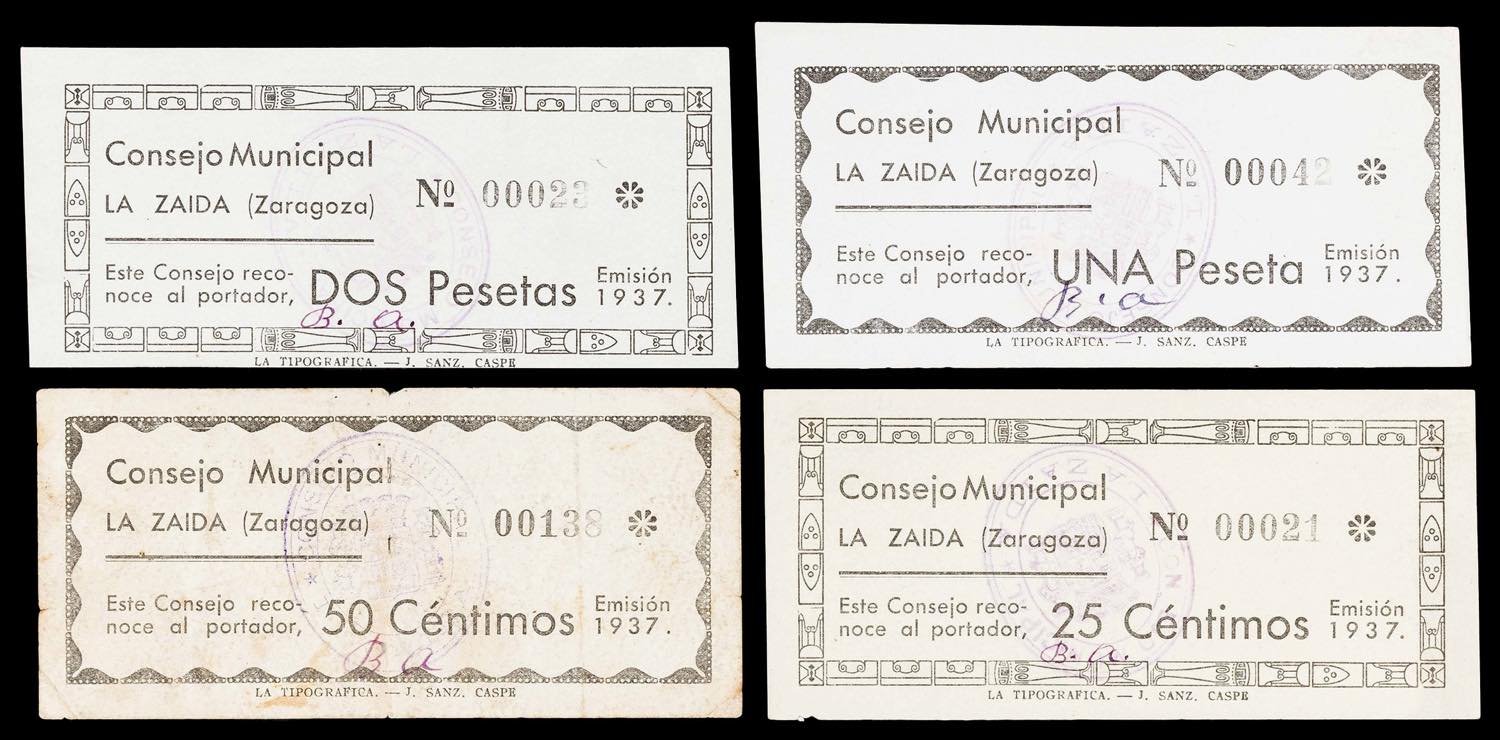 Consejo Municipal
LA ZAIDA (Zaragoza)
Nº 00023
Este Consejo reco-
noce al portador, DOS Pesetas
Emisión
1937.
B. a.
LA TIPOGRAFICA. — J. SANZ. CASPE
Consejo Municipal
LA ZAIDA (Zaragoza)
Nº 00042
Este Consejo reco-
noce al portador, UNA Peseta
Emisión
1937.
B. a
LA TIPOGRAFICA. — J. SANZ. CASPE
Consejo Municipal
LA ZAIDA (Zaragoza)
Nº 00138
Este Consejo reco-
noce al portador, 50 Céntimos
Emisión
1937.
B a
CONSEJO MUNICIPAL
LA TIPOGRAFICA. — J. SANZ. CASPE
Consejo Municipal
LA ZAIDA (Zaragoza)
Nº 00021
Este Consejo reco-
noce al portador, 25 Céntimos
Emisión
1937.
B. a.
LA TIPOGRAFICA. — J. SANZ. CASPE